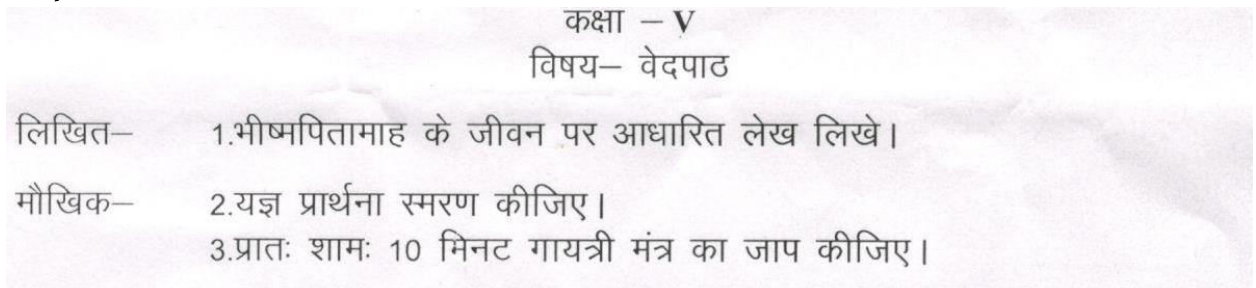 कक्षा – V
विषय– वेदपाठ
लिखित– 1.भीष्मपितामाह के जीवन पर आधारित लेख लिखे।
मौखिक– 2.यज्ञ प्रार्थना स्मरण कीजिए।
3.प्रातः शामः 10 मिनट गायत्री मंत्र का जाप कीजिए।